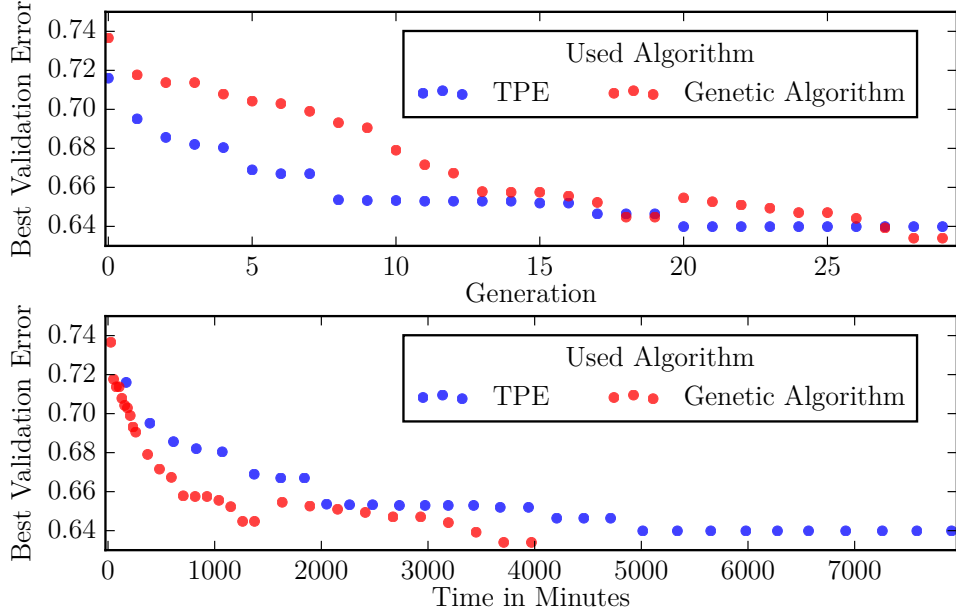 0.74
0.72
0.70
0.68
0.66
0.64
Best Validation Error
Used Algorithm
TPE Genetic Algorithm
0 5 10 15 20 25
Generation
0.74
0.72
0.70
0.68
0.66
0.64
Best Validation Error
Used Algorithm
TPE Genetic Algorithm
0 1000 2000 3000 4000 5000 6000 7000
Time in Minutes